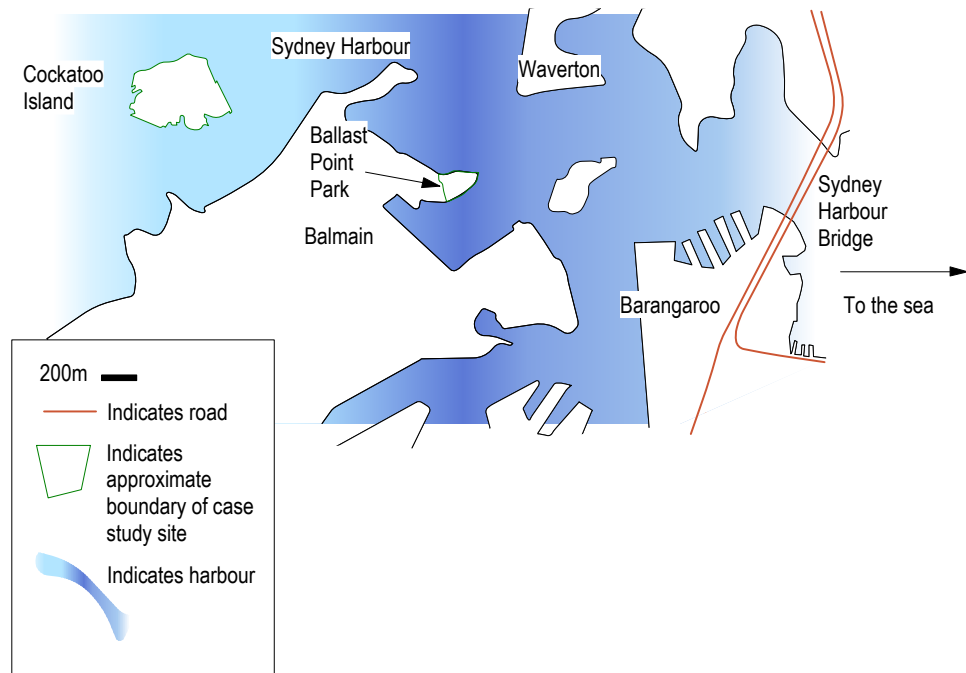 Sydney Harbour
Cockatoo
Island
Waverton
Ballast
Point
Park
Balmain
Sydney
Harbour
Bridge
Barangaroo
To the sea
200m
Indicates road
Indicates
approximate
boundary of case
study site
Indicates harbour